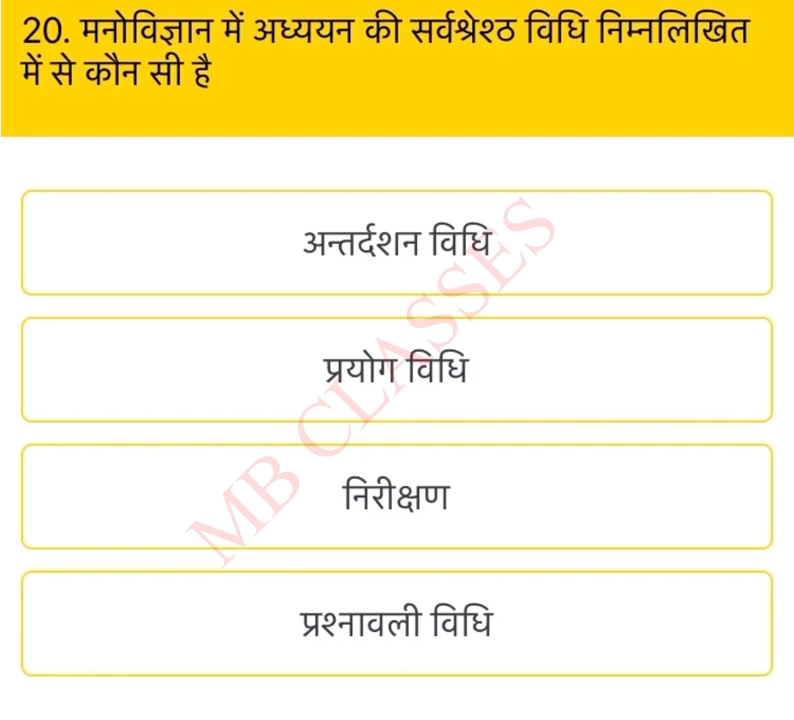 20. मनोविज्ञान में अध्ययन की सर्वश्रेश्ठ विधि निम्नलिखित
में से कौन सी है
अन्तर्दशन विधि
प्रयोग विधि
निरीक्षण
प्रश्नावली विधि
MB CLASSES